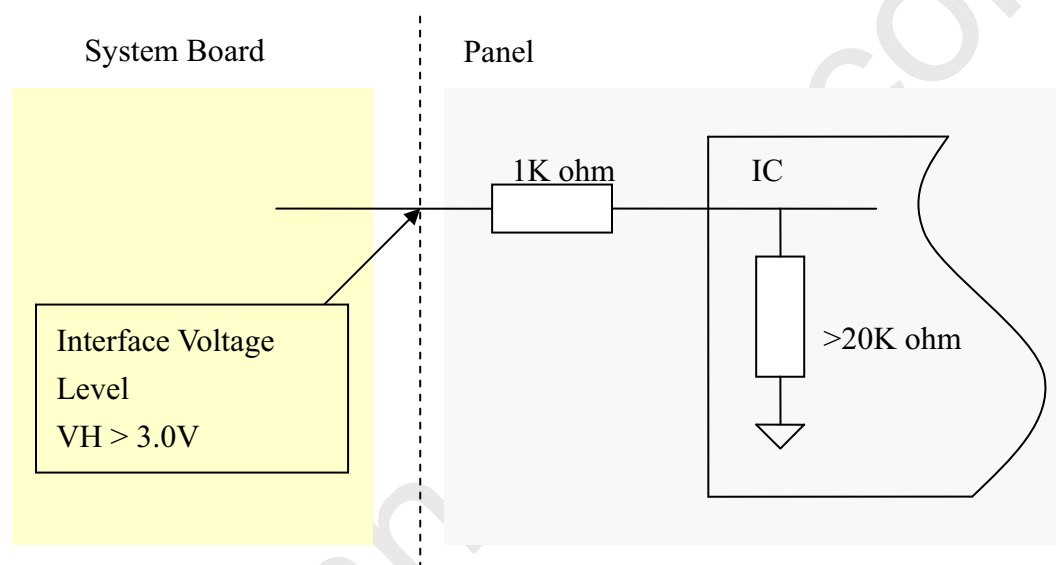 System Board
Panel
1K ohm
IC
Interface Voltage
Level
VH > 3.0V
>20K ohm